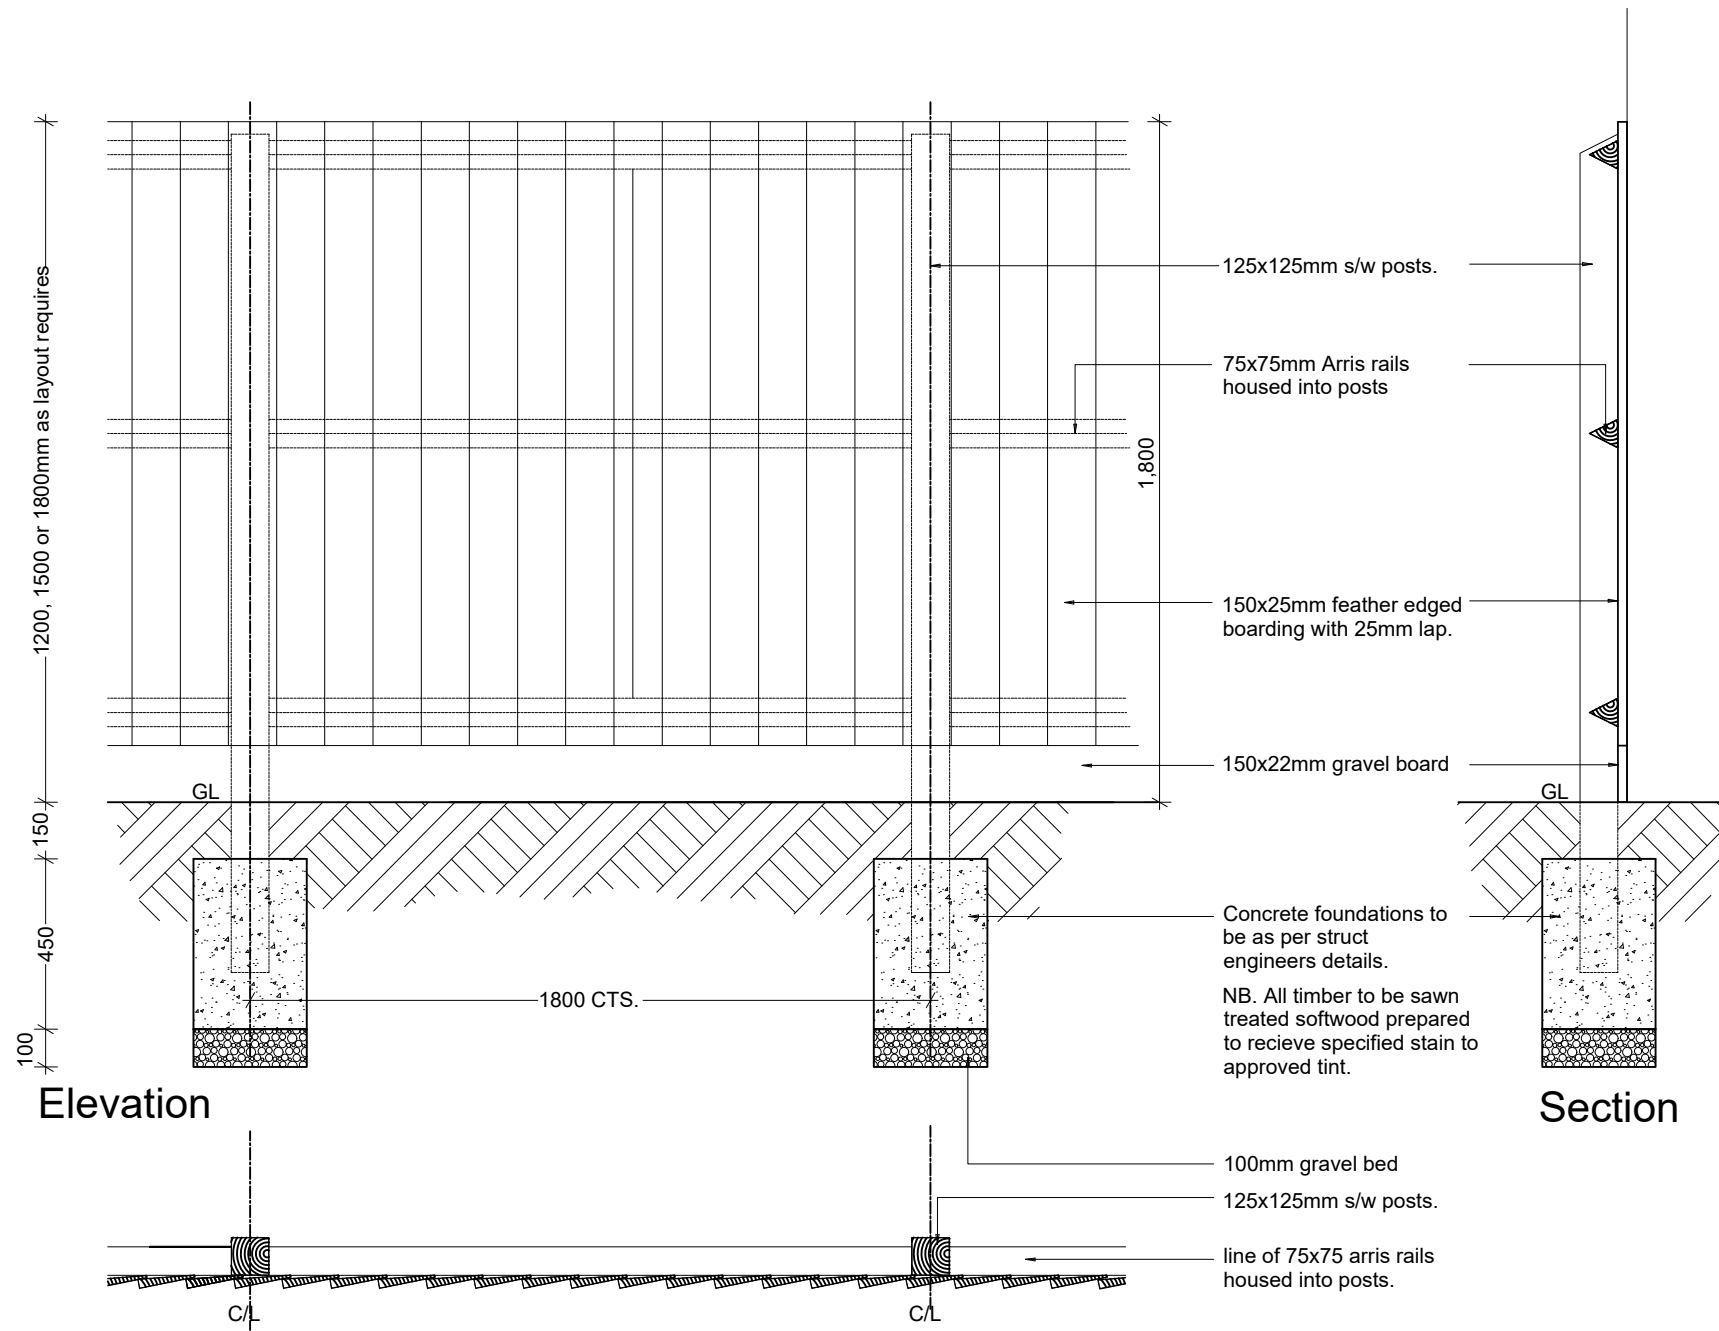 1200, 1500 or 1800mm as layout requires
150
450
100
GL
1800 CTS.
1,800
Elevation
125x125mm s/w posts.
75x75mm Arris rails
housed into posts
150x25mm feather edged
boarding with 25mm lap.
150x22mm gravel board
Concrete foundations to
be as per struct
engineers details.
NB. All timber to be sawn
treated softwood prepared
to recieve specified stain to
approved tint.
GL
Section
100mm gravel bed
125x125mm s/w posts.
line of 75x75 arris rails
housed into posts.
C/L
C/L